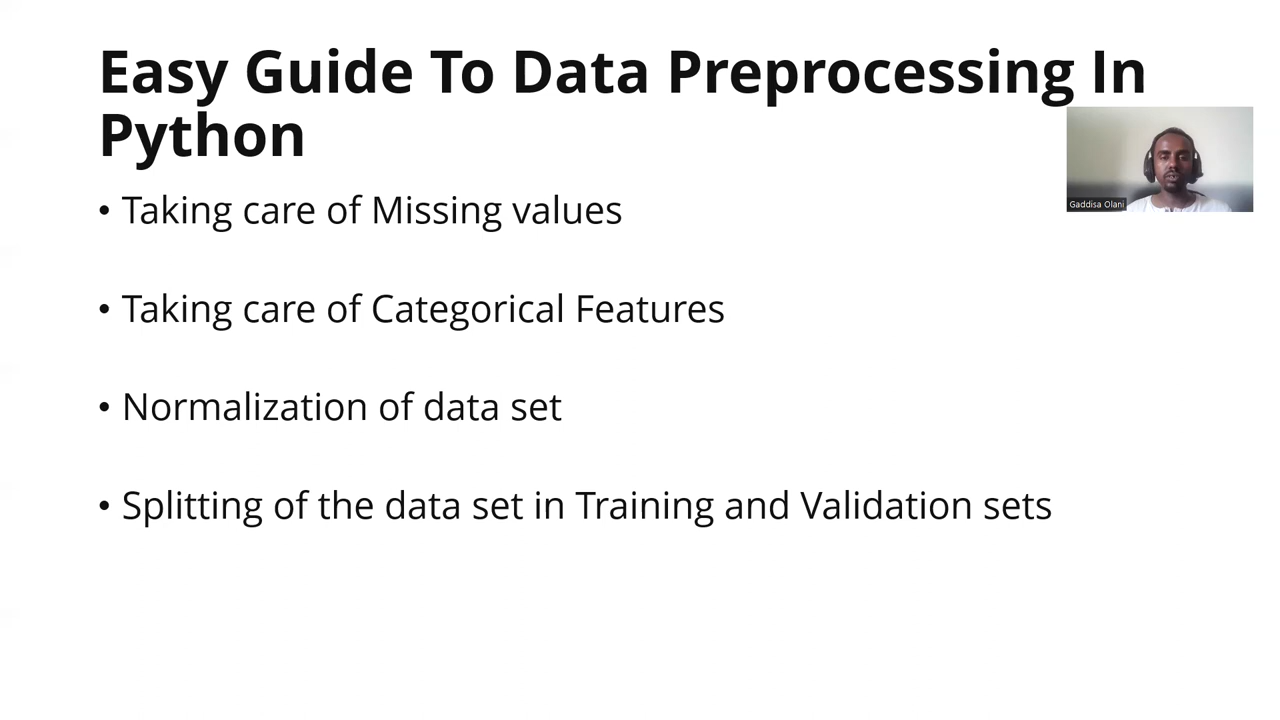 Easy Guide To Data Preprocessing In
Python
• Taking care of Missing values
• Taking care of Categorical Features
• Normalization of data set
• Splitting of the data set in Training and Validation sets
Gaddisa Olani